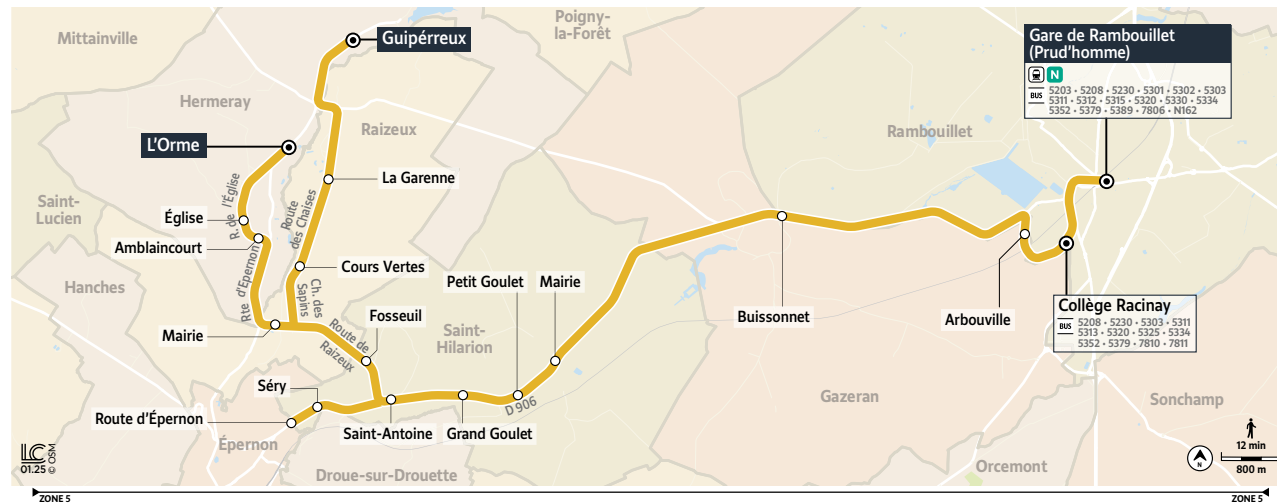 Mittainville
Poigny-
la-Forêt
Guipérreux
Gare de Rambouillet
(Prud'homme)
N
BUS
5203 • 5208 • 5230 • 5301 • 5302 • 5303
5311 • 5312 • 5315 • 5320 • 5330 • 5334
5352 • 5379 • 5389 • 7806 • N162
Hermeray
Raizeux
Rambouillet
L'Orme
La Garenne
Saint-
Lucien
R. de l'Église
Route
des Chaises
Église
Amblaincourt
Rte d'Epernon
Cours Vertes
Hanches
Ch. des
Sapins
Petit Goulet
Mairie
Collège Racinay
BUS
5208 • 5230 • 5303 • 5311
5313 • 5320 • 5325 • 5334
5352 • 5379 • 7810 • 7811
Fosseuil
Buissonnet
Arbouville
Mairie
Route de
Raizeux
Saint-
Hilarion
Séry
Gazeran
Sonchamp
D 906
Route d'Épernon
Saint-Antoine
Grand Goulet
Épernon
Droue-sur-Drouette
Orcemont
LC
01.25 © OSM
N
12 min
800 m
ZONE 5
ZONE 5